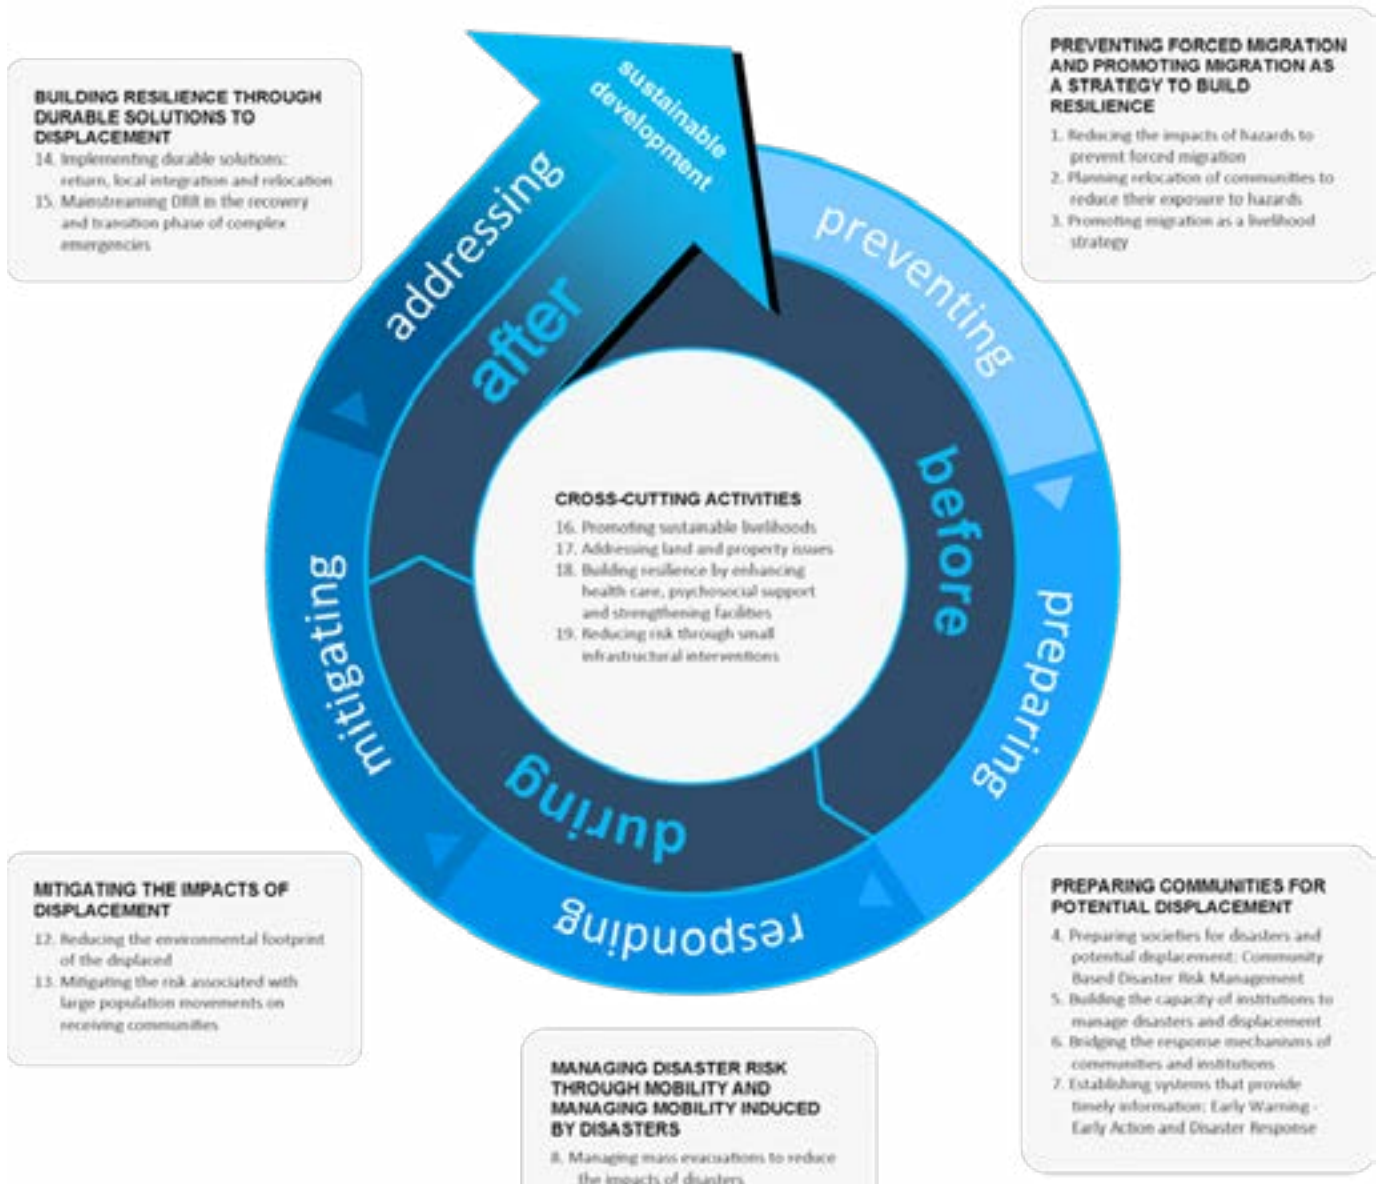 sustainable
development
preventing
before
preparing
during
responding
mitigating
after
addressing
PREVENTING FORCED MIGRATION
AND PROMOTING MIGRATION AS
A STRATEGY TO BUILD
RESILIENCE
1. Reducing the impacts of hazards to
prevent forced migration
2. Planning relocation of communities to
reduce their exposure to hazards
3. Promoting migration as a livelihood
strategy
PREPARING COMMUNITIES FOR
POTENTIAL DISPLACEMENT
4. Preparing societies for disasters and
potential displacement: Community
Based Disaster Risk Management
5. Building the capacity of institutions to
manage disasters and displacement
6. Bridging the response mechanisms of
communities and institutions
7. Establishing systems that provide
timely information: Early Warning -
Early Action and Disaster Response
MANAGING DISASTER RISK
THROUGH MOBILITY AND
MANAGING MOBILITY INDUCED
BY DISASTERS
8. Managing mass evacuations to reduce
the impacts of disasters
MITIGATING THE IMPACTS OF
DISPLACEMENT
12. Reducing the environmental footprint
of the displaced
13. Mitigating the risk associated with
large population movements on
receiving communities
BUILDING RESILIENCE THROUGH
DURABLE SOLUTIONS TO
DISPLACEMENT
14. Implementing durable solutions:
return, local integration and relocation
15. Mainstreaming DRR in the recovery
and transition phase of complex
emergencies
CROSS-CUTTING ACTIVITIES
16. Promoting sustainable livelihoods
17. Addressing land and property issues
18. Building resilience by enhancing
health care, psychosocial support
and strengthening facilities
19. Reducing risk through small
infrastructural interventions